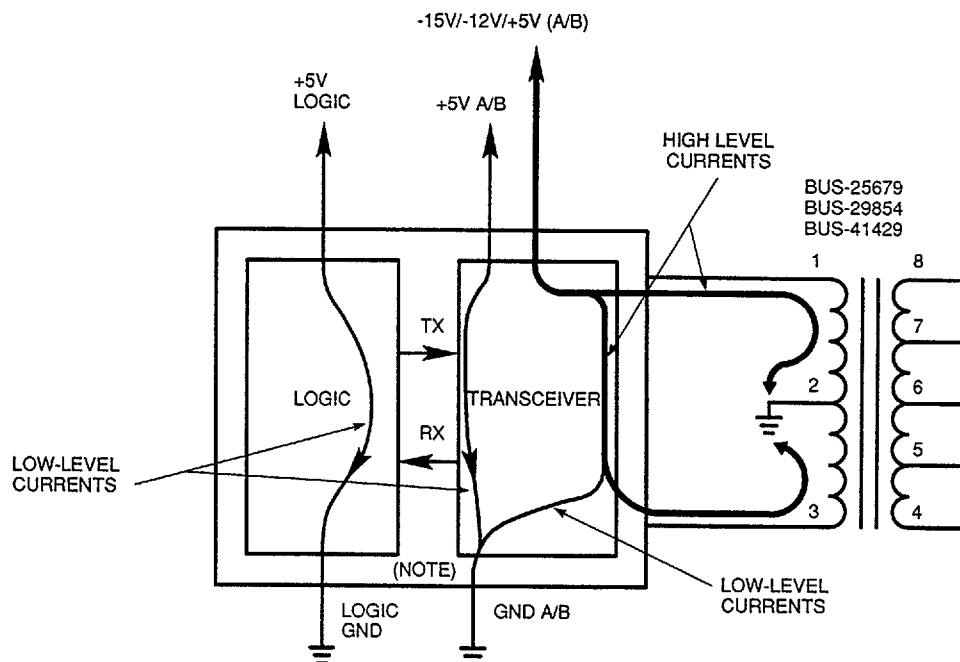 -15V/-12V/+5V (A/B)
+5V
LOGIC
+5V A/B
HIGH LEVEL
CURRENTS
BUS-25679
BUS-29854
BUS-41429
1
8
TX
7
LOGIC
TRANSCEIVER
2
6
RX
LOW-LEVEL
CURRENTS
5
3
4
(NOTE)
LOGIC
GND
GND A/B
LOW-LEVEL
CURRENTS